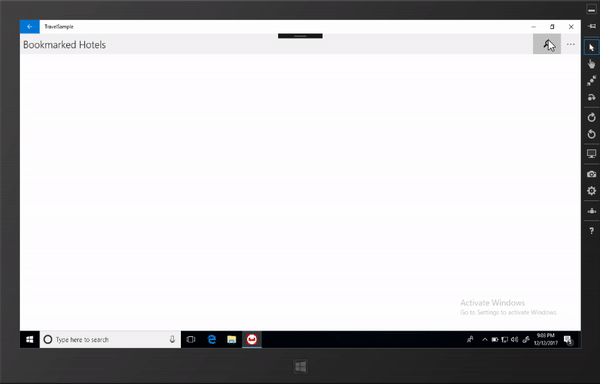 TravelSample
Bookmarked Hotels
Activate Windows
Go to Settings to activate Windows.
Type here to search
9:03 PM
12/12/2017
?